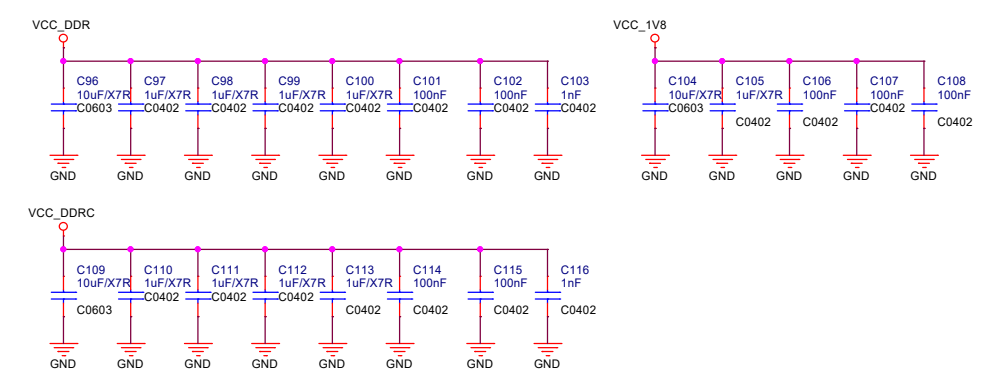 VCC_DDR
C96 C97 C98 C99 C100 C101 C102 C103
10uF/X7R 1uF/X7R 1uF/X7R 1uF/X7R 1uF/X7R 100nF 100nF 1nF
C0603 C0402 C0402 C0402 C0402 C0402 C0402 C0402
GND GND GND GND GND GND GND GND
VCC_1V8
C104 C105 C106 C107 C108
10uF/X7R 1uF/X7R 100nF 100nF 100nF
C0603 C0402 C0402 C0402 C0402
GND GND GND GND GND
VCC_DDRC
C109 C110 C111 C112 C113 C114 C115 C116
10uF/X7R 1uF/X7R 1uF/X7R 1uF/X7R 1uF/X7R 100nF 100nF 1nF
C0603 C0402 C0402 C0402 C0402 C0402 C0402 C0402
GND GND GND GND GND GND GND GND